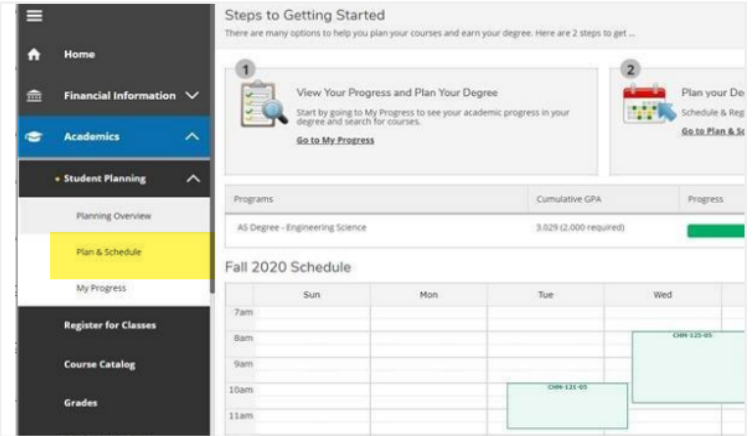 Home
Financial Information
Academics
Student Planning
Planning Overview
Plan & Schedule
My Progress
Register for Classes
Course Catalog
Grades
Steps to Getting Started
There are many options to help you plan your courses and earn your degree. Here are 2 steps to get ...
1
View Your Progress and Plan Your Degree
Start by going to My Progress to see your academic progress in your
degree and search for courses.
Go to My Progress
2
Plan your De
Schedule & Reg
Go to Plan & Sc
Programs Cumulative GPA Progress
AS Degree - Engineering Science 3.029 (2.000 required)
Fall 2020 Schedule
Sun Mon Tue Wed
7am
8am
CHM-125-05
9am
10am
CHM-121-05
11am